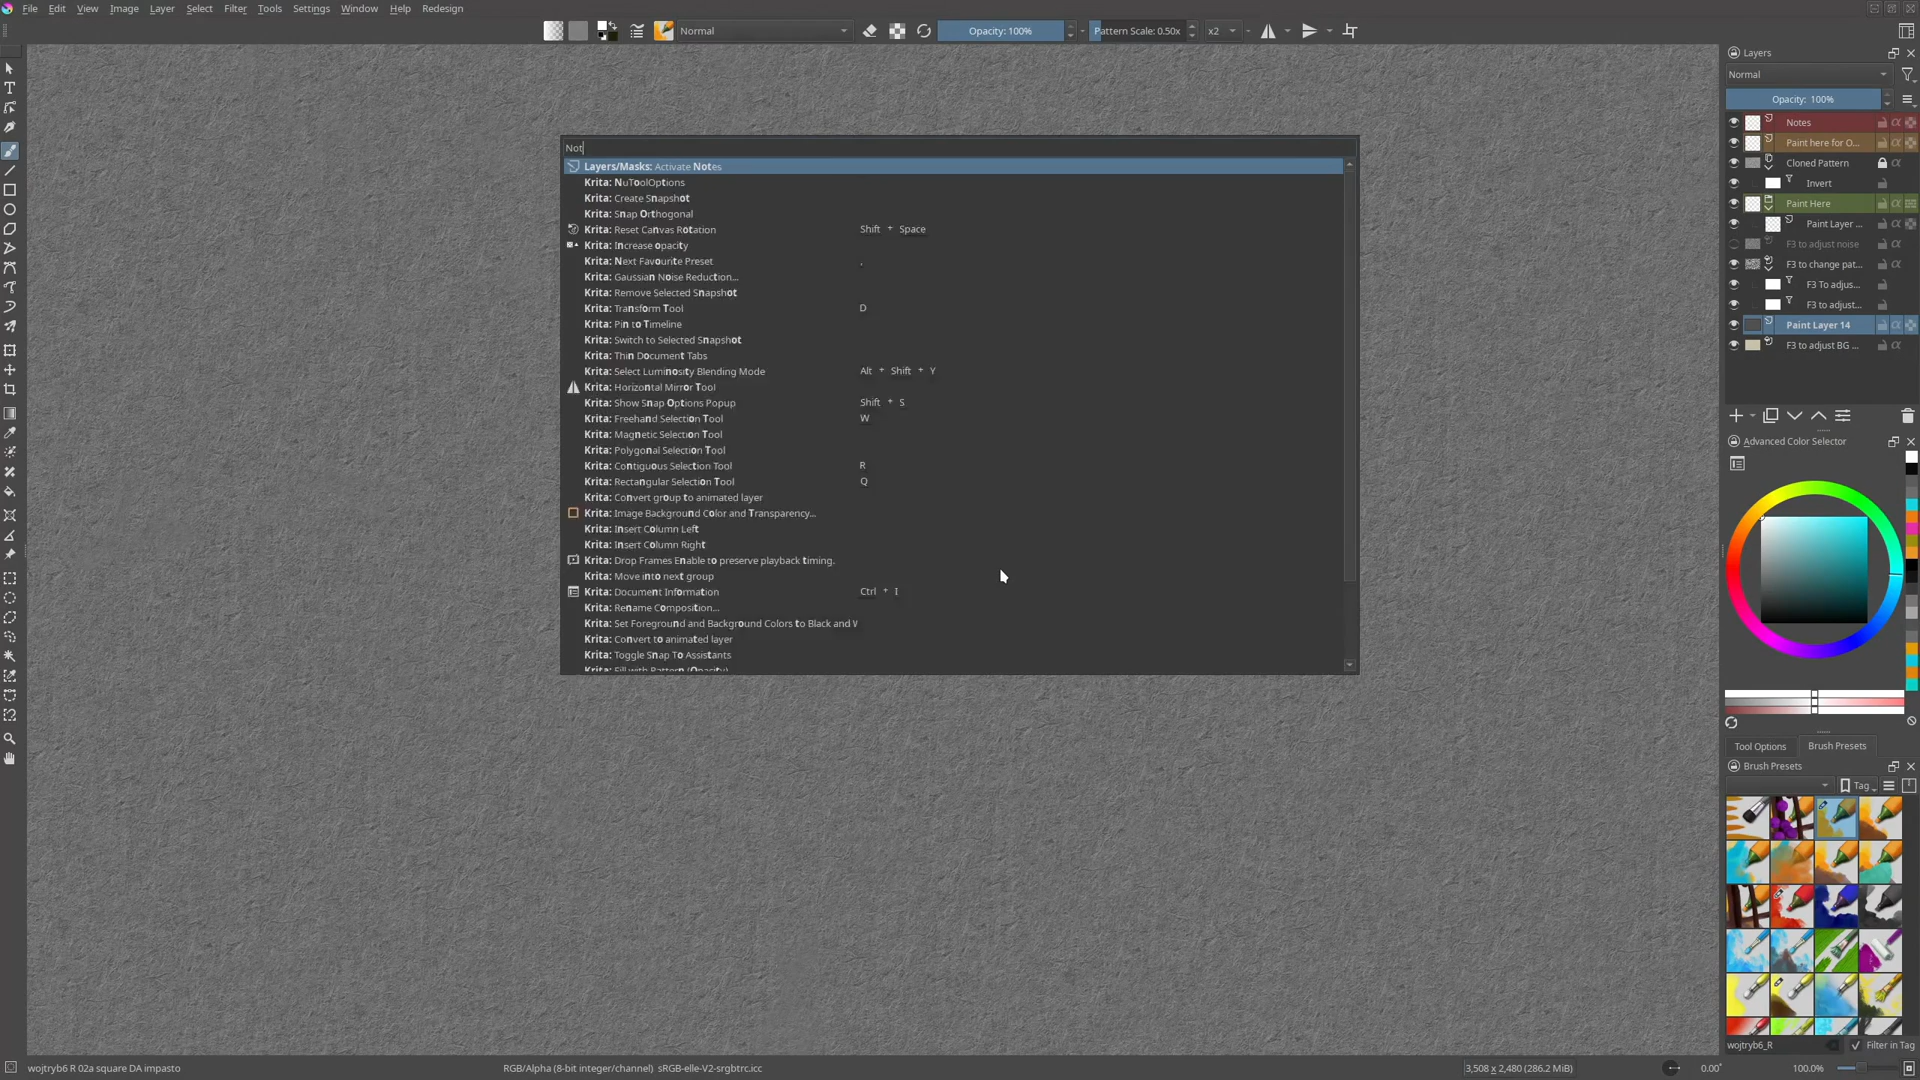 File Edit View Image Layer Select Filter Tools Settings Window Help Redesign
Normal
Opacity: 100%
Pattern Scale: 0.50x
x2
Not
Layers/Masks: Activate Notes
Krita: NuToolOptions
Krita: Create Snapshot
Krita: Snap Orthogonal
Krita: Reset Canvas Rotation Shift + Space
Krita: Increase opacity
Krita: Next Favourite Preset ,
Krita: Gaussian Noise Reduction...
Krita: Remove Selected Snapshot
Krita: Transform Tool D
Krita: Pin to Timeline
Krita: Switch to Selected Snapshot
Krita: Thin Document Tabs
Krita: Select Luminosity Blending Mode Alt + Shift + Y
Krita: Horizontal Mirror Tool
Krita: Show Snap Options Popup Shift + S
Krita: Freehand Selection Tool W
Krita: Magnetic Selection Tool
Krita: Polygonal Selection Tool
Krita: Contiguous Selection Tool R
Krita: Rectangular Selection Tool Q
Krita: Convert group to animated layer
Krita: Image Background Color and Transparency...
Krita: Insert Column Left
Krita: Insert Column Right
Krita: Drop Frames Enable to preserve playback timing.
Krita: Move into next group
Krita: Document Information Ctrl + I
Krita: Rename Composition...
Krita: Set Foreground and Background Colors to Black and W
Krita: Convert to animated layer
Krita: Toggle Snap To Assistants
Krita: Fill with Pattern (Opacity)
Layers
Normal
Opacity: 100%
Notes
Paint here for O...
Cloned Pattern
Invert
Paint Here
Paint Layer ...
F3 to adjust noise
F3 to change pat...
F3 To adjus...
F3 to adjust...
Paint Layer 14
F3 to adjust BG ...
Advanced Color Selector
Tool Options Brush Presets
Brush Presets
Tag
wojtryb6_R
Filter in Tag
wojtryb6 R 02a square DA impasto
RGB/Alpha (8-bit integer/channel) sRGB-elle-V2-srgbtrc.icc
3,508 x 2,480 (286.2 MiB)
0.00°
100.0%